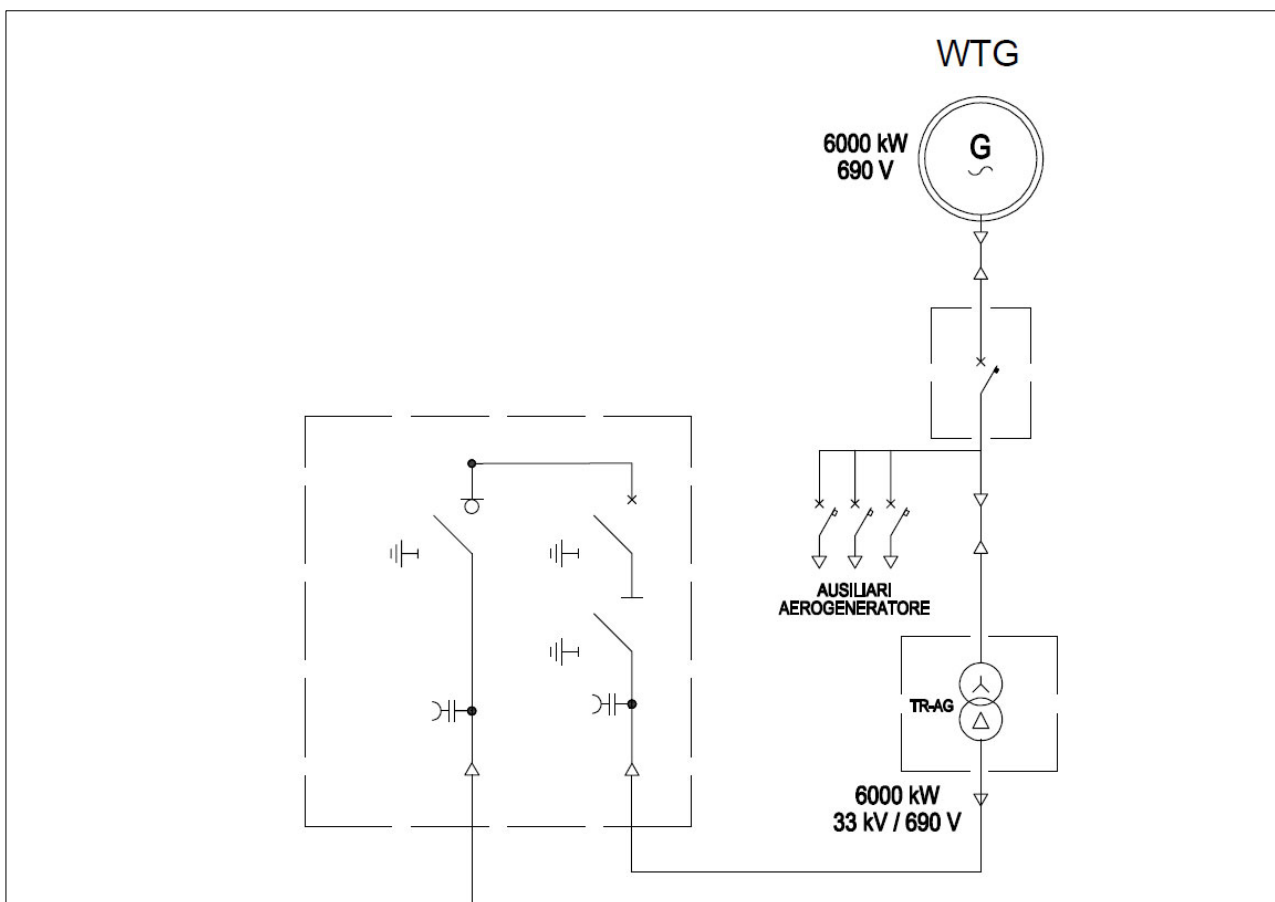 WTG
6000 kW
690 V
G
AUSILIARI
AEROGENERATORE
TR-AG
6000 kW
33 kV / 690 V